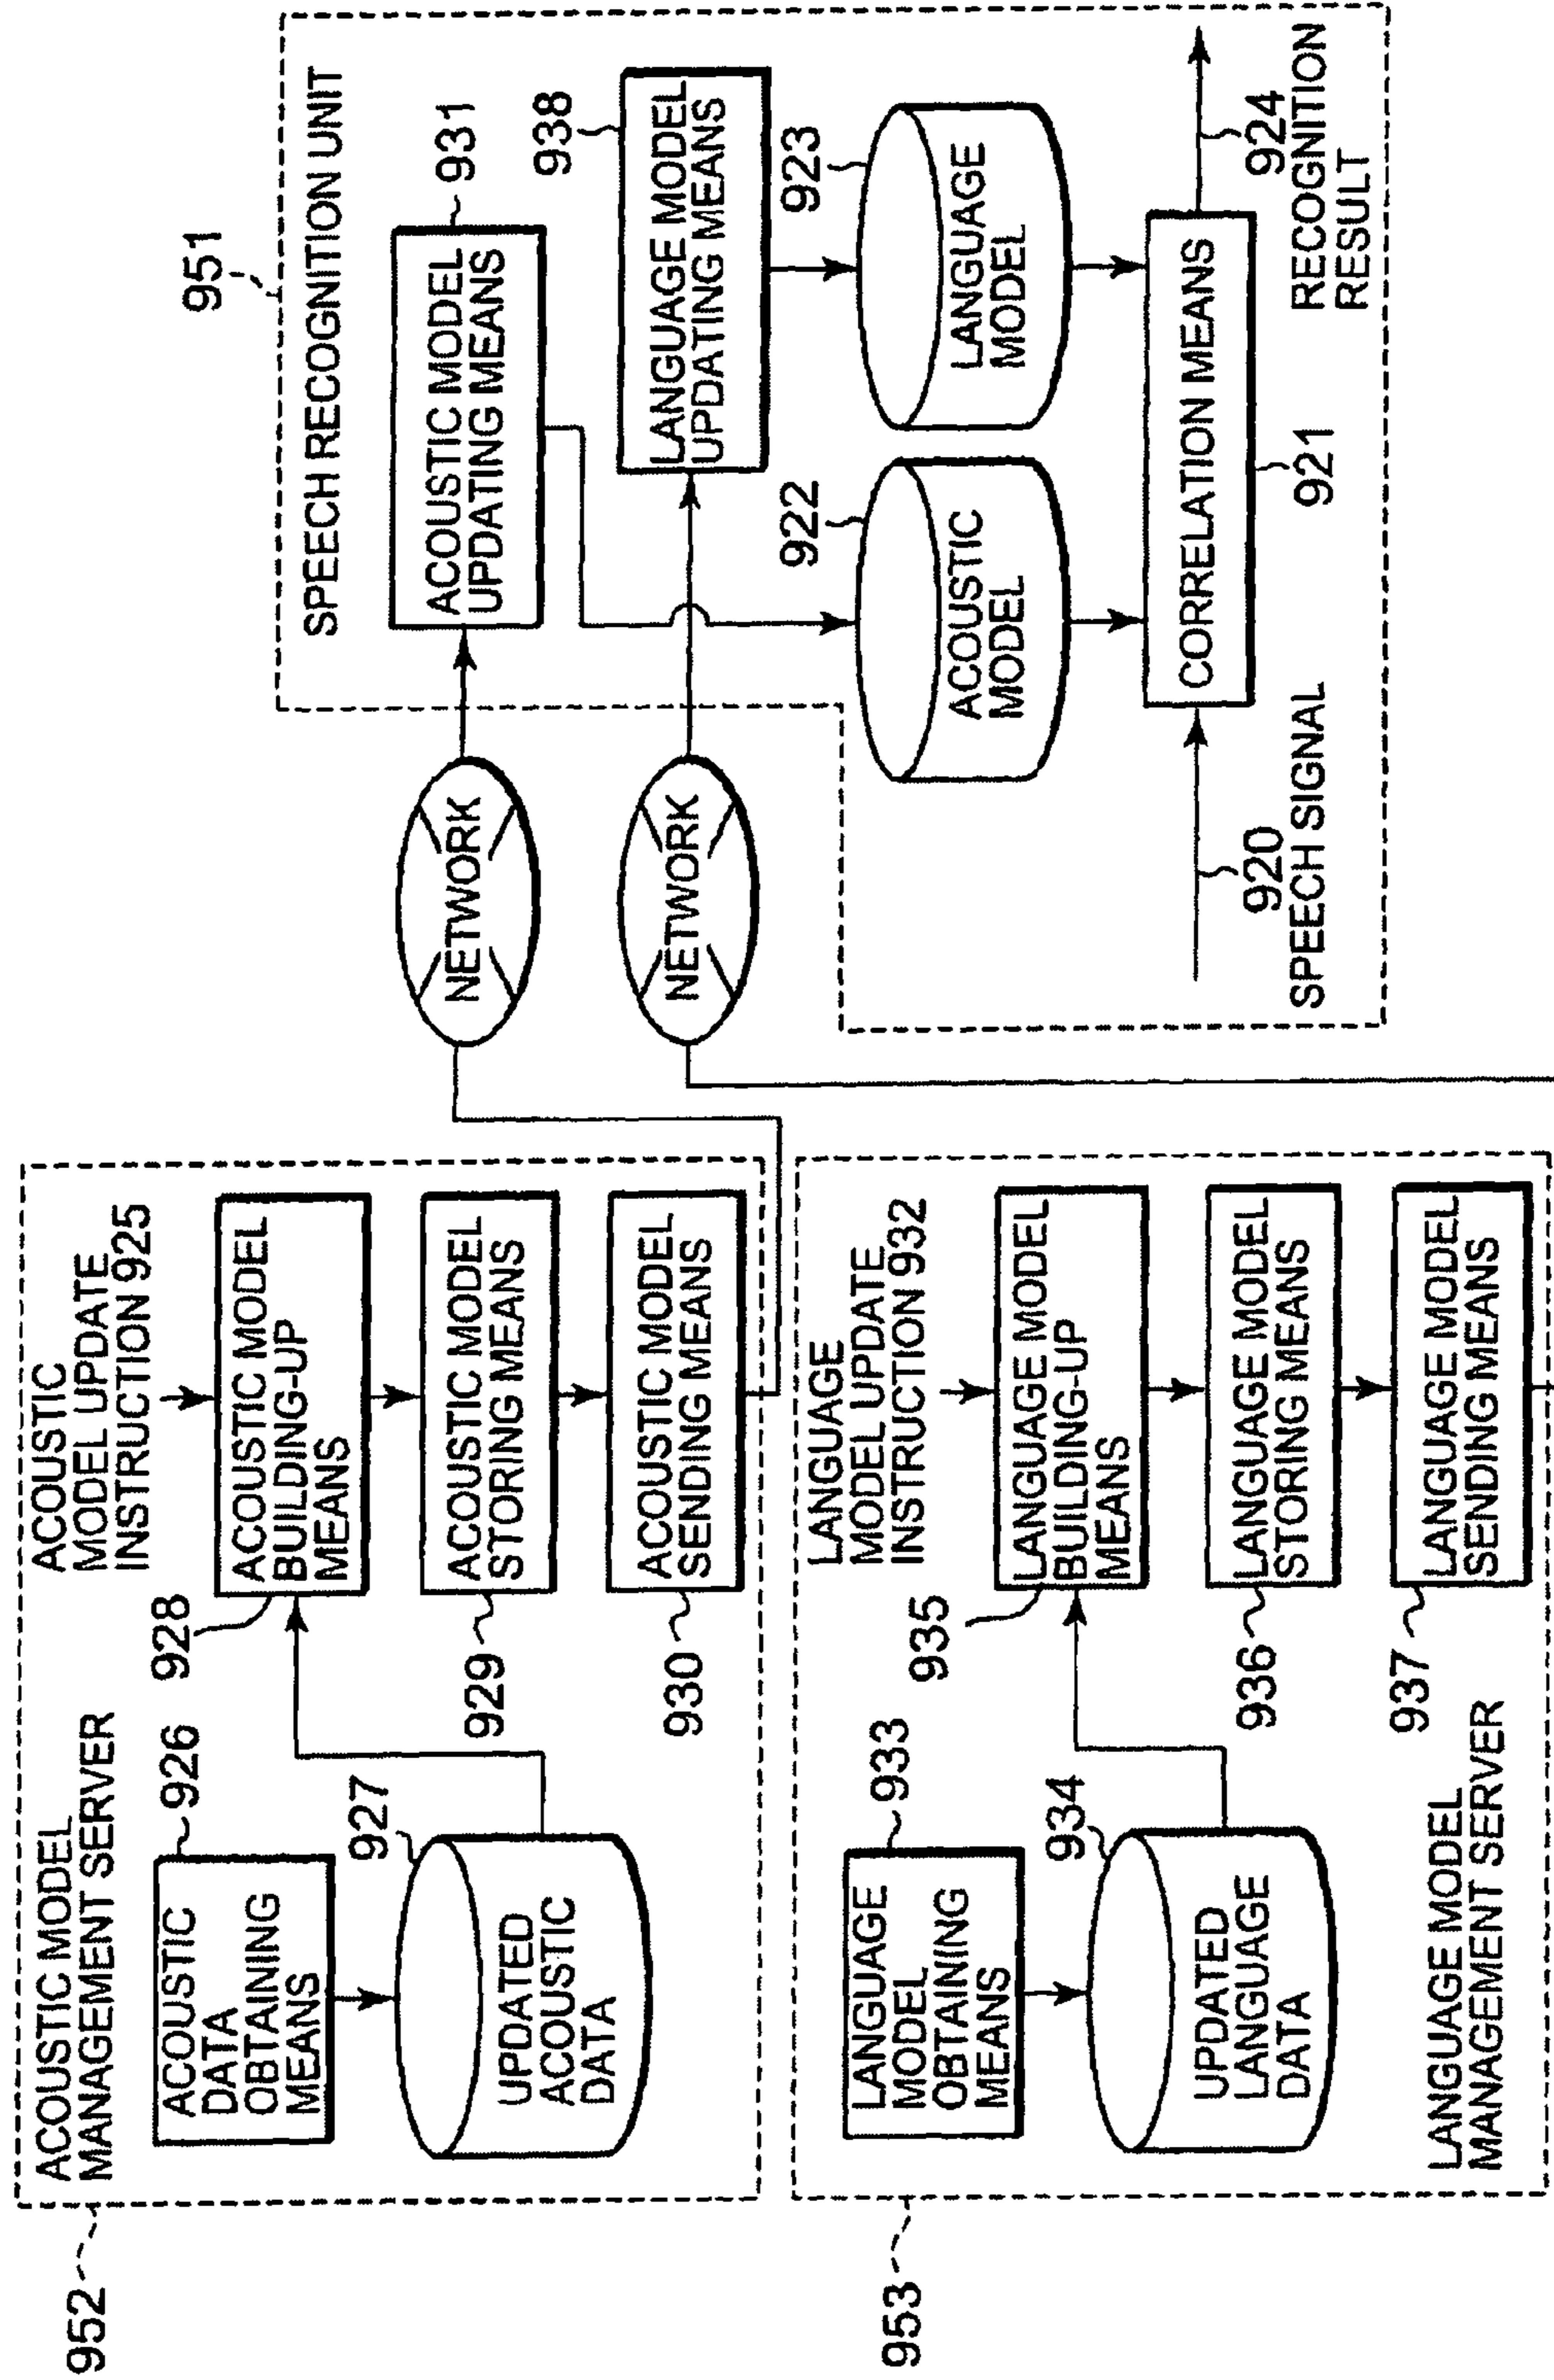 952
ACOUSTIC MODEL
MANAGEMENT SERVER
926
ACOUSTIC
DATA
OBTAINING
MEANS
927
UPDATED
ACOUSTIC
DATA
ACOUSTIC
MODEL UPDATE
INSTRUCTION 925
928
ACOUSTIC MODEL
BUILDING-UP
MEANS
929
ACOUSTIC MODEL
STORING MEANS
930
ACOUSTIC MODEL
SENDING MEANS
953
933
LANGUAGE
MODEL
OBTAINING
MEANS
934
UPDATED
LANGUAGE
DATA
LANGUAGE MODEL
MANAGEMENT SERVER
LANGUAGE
MODEL UPDATE
INSTRUCTION 932
935
LANGUAGE MODEL
BUILDING-UP
MEANS
936
LANGUAGE MODEL
STORING MEANS
937
LANGUAGE MODEL
SENDING MEANS
NETWORK
NETWORK
951
SPEECH RECOGNITION UNIT
ACOUSTIC MODEL
UPDATING MEANS
931
938
LANGUAGE MODEL
UPDATING MEANS
922
ACOUSTIC
MODEL
923
LANGUAGE
MODEL
CORRELATION MEANS
921
920
SPEECH SIGNAL
924
RECOGNITION
RESULT